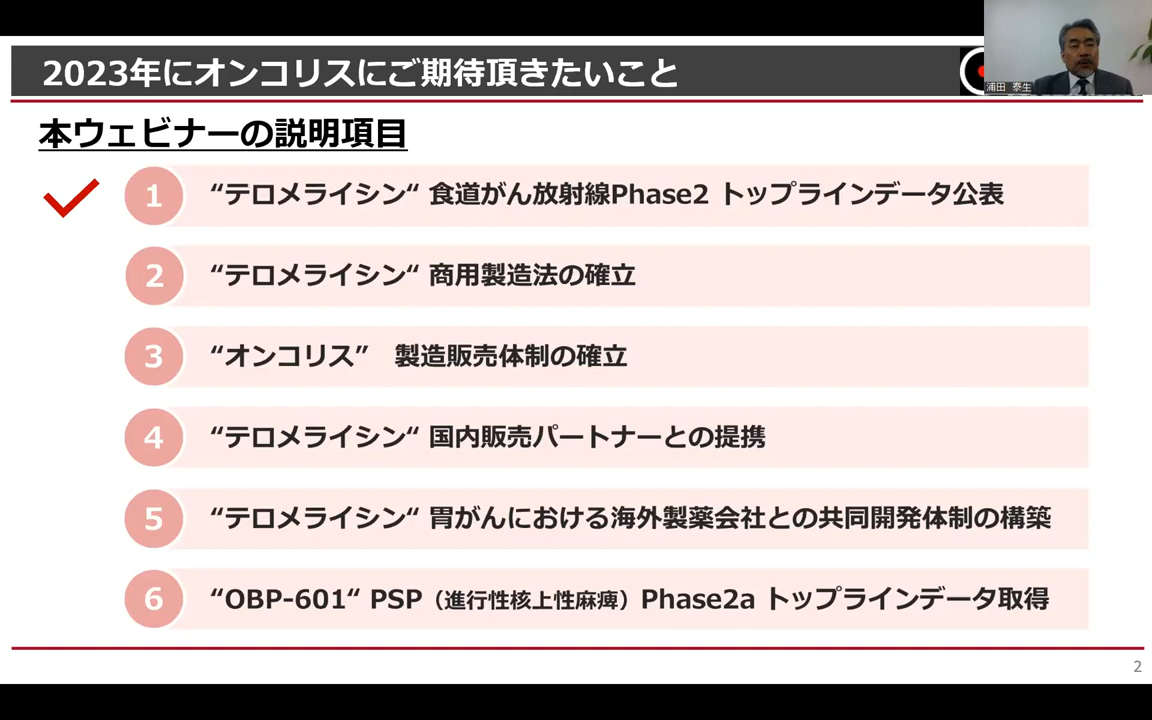 2023年にオンコリスにご期待頂きたいこと
浦田 泰生
本ウェビナーの説明項目
1 “テロメライシン“ 食道がん放射線Phase2 トップラインデータ公表
2 “テロメライシン“ 商用製造法の確立
3 “オンコリス” 製造販売体制の確立
4 “テロメライシン“ 国内販売パートナーとの提携
5 “テロメライシン“ 胃がんにおける海外製薬会社との共同開発体制の構築
6 “OBP-601“ PSP（進行性核上性麻痺）Phase2a トップラインデータ取得
2